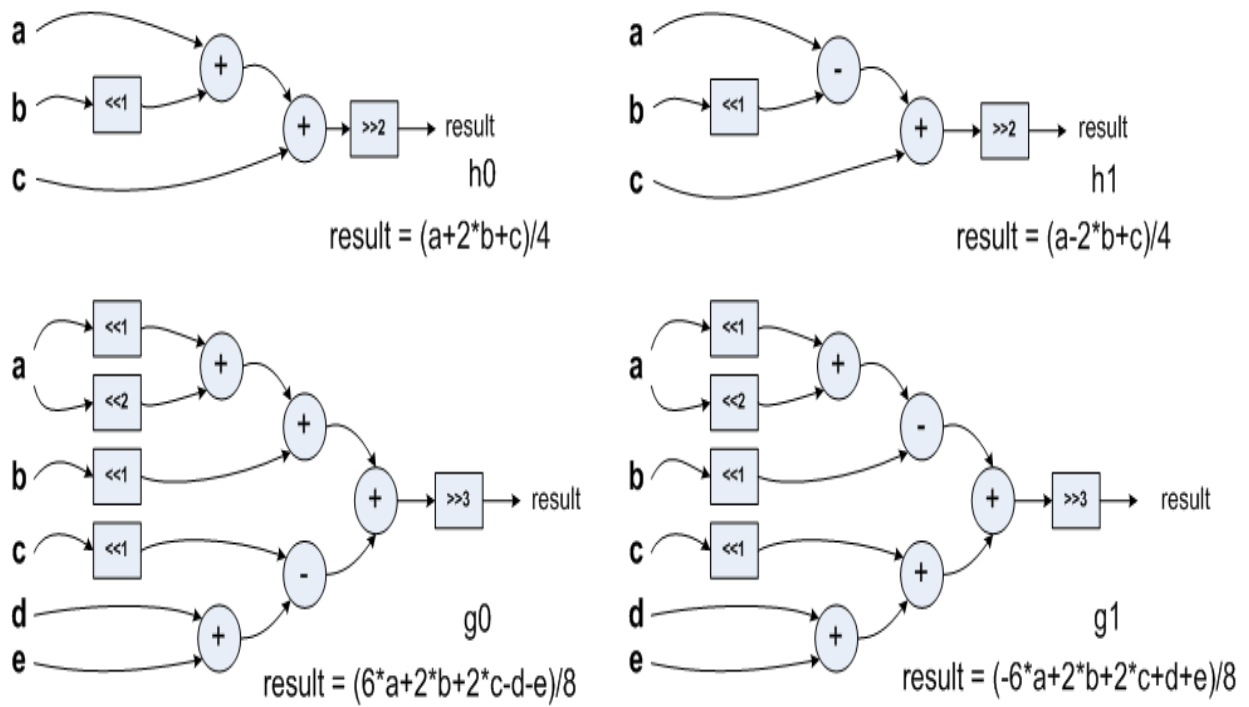 a
+
b
<<1
+
>>2
result
c
h0
result = (a+2*b+c)/4
a
-
b
<<1
+
>>2
result
c
h1
result = (a-2*b+c)/4
<<1
a
+
<<2
+
b
<<1
+
>>3
result
c
<<1
-
d
+
e
g0
result = (6*a+2*b+2*c-d-e)/8
<<1
a
+
<<2
-
b
<<1
+
>>3
result
c
<<1
+
d
+
e
g1
result = (-6*a+2*b+2*c+d+e)/8